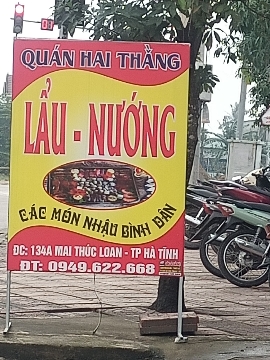 QUÁN HAI THẰNG
LẨU - NƯỚNG
CÁC MÓN NHẬU BÌNH DÂN
ĐC: 134A MAI THÚC LOAN - TP HÀ TĨNH
ĐT: 0949.622.668